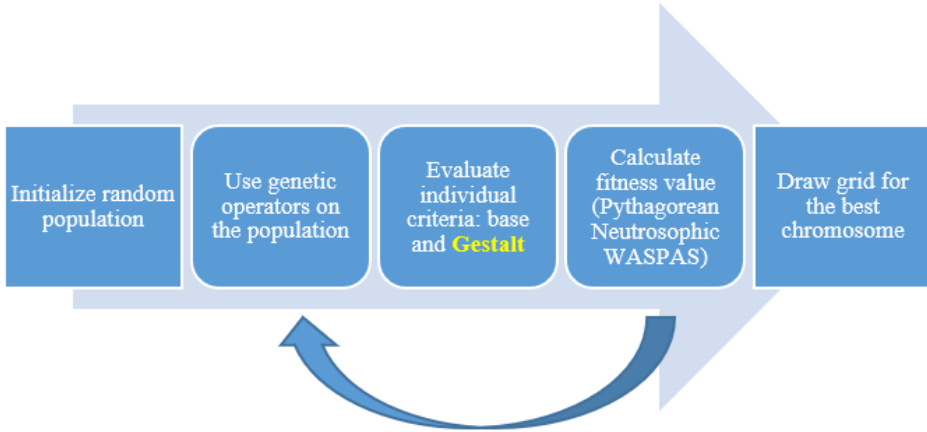 Initialize random
population
Use genetic
operators on
the population
Evaluate
individual
criteria: base
and Gestalt
Calculate
fitness value
(Pythagorean
Neutrosophic
WASPAS)
Draw grid for
the best
chromosome